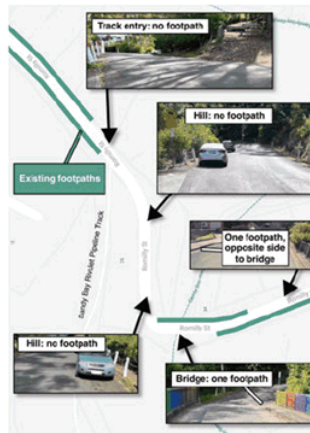 Track entry: no footpath
Hill: no footpath
Existing footpaths
One footpath,
opposite side
to bridge
Sandy Bay Rivulet Pipeline Track
Romilly St
Romilly St
Hill: no footpath
Bridge: one footpath